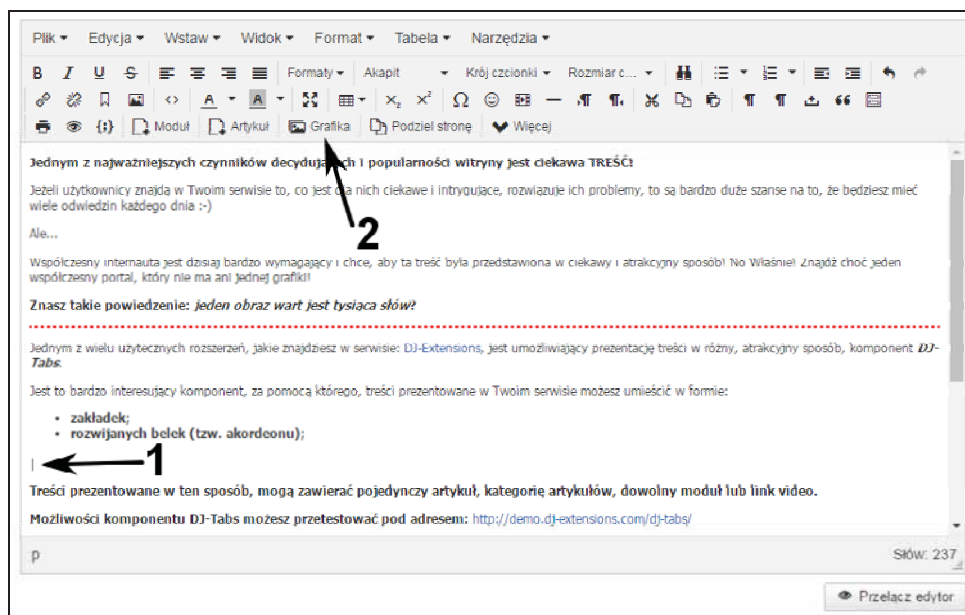 Plik Edycja Wstaw Widok Format Tabela Narzędzia
B I U S Formaty Akapit Krój czcionki Rozmiar c...
A A X₂ X² Ω
{;} Moduł Artykuł Grafika Podziel stronę Więcej
Jednym z najważniejszych czynników decydujących i popularności witryny jest ciekawa TREŚĆ!
Jeżeli użytkownicy znajdą w Twoim serwisie to, co jest dla nich ciekawe i intrygujące, rozwiązuje ich problemy, to są bardzo duże szanse na to, że będziesz mieć
wiele odwiedzin każdego dnia :-)
2
Ale...
Współczesny internauta jest dzisiaj bardzo wymagający i chce, aby ta treść była przedstawiona w ciekawy i atrakcyjny sposób! No Właśnie! Znajdź choć jeden
współczesny portal, który nie ma ani jednej grafiki!
Znasz takie powiedzenie: jeden obraz wart jest tysiąca słów?
Jednym z wielu użytecznych rozszerzeń, jakie znajdziesz w serwisie: DJ-Extensions, jest umożliwiający prezentację treści w różny, atrakcyjny sposób, komponent DJ-
Tabs.
Jest to bardzo interesujący komponent, za pomocą którego, treści prezentowane w Twoim serwisie możesz umieścić w formie:
• zakładek;
• rozwijanych belek (tzw. akordeonu);
1
Treści prezentowane w ten sposób, mogą zawierać pojedynczy artykuł, kategorię artykułów, dowolny moduł lub link video.
Możliwości komponentu DJ-Tabs możesz przetestować pod adresem: http://demo.dj-extensions.com/dj-tabs/
p Słów: 237
Przełącz edytor